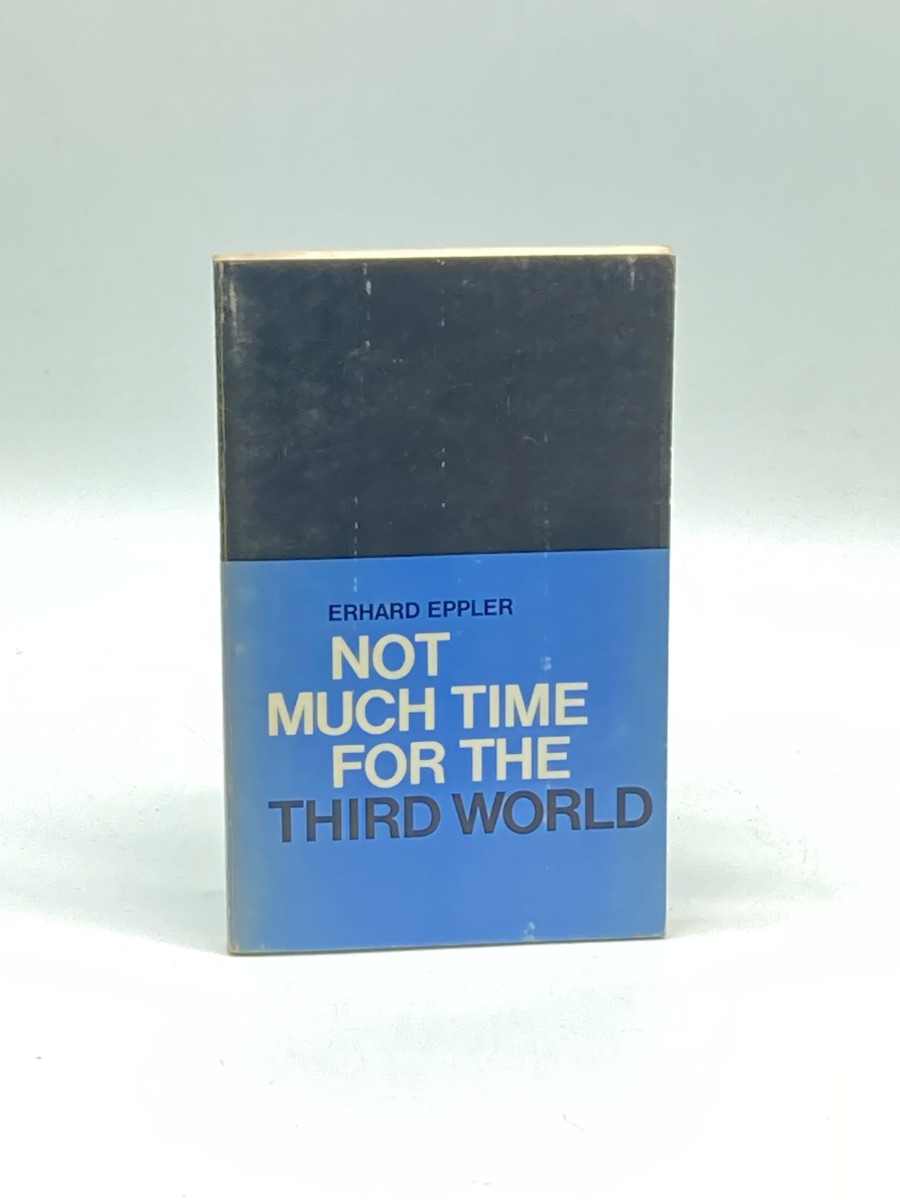 ERHARD EPPLER
NOT
MUCH TIME
FOR THE
THIRD WORLD